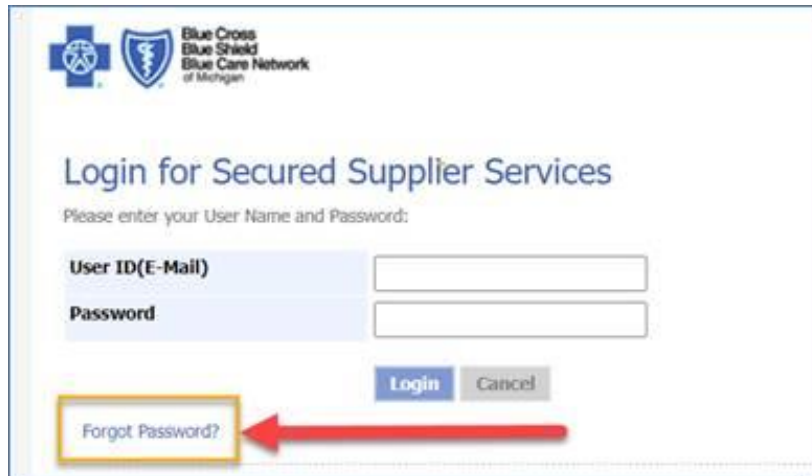 Blue Cross
Blue Shield
Blue Care Network
of Michigan
Login for Secured Supplier Services
Please enter your User Name and Password:
User ID(E-Mail)
Password
Login Cancel
Forgot Password?